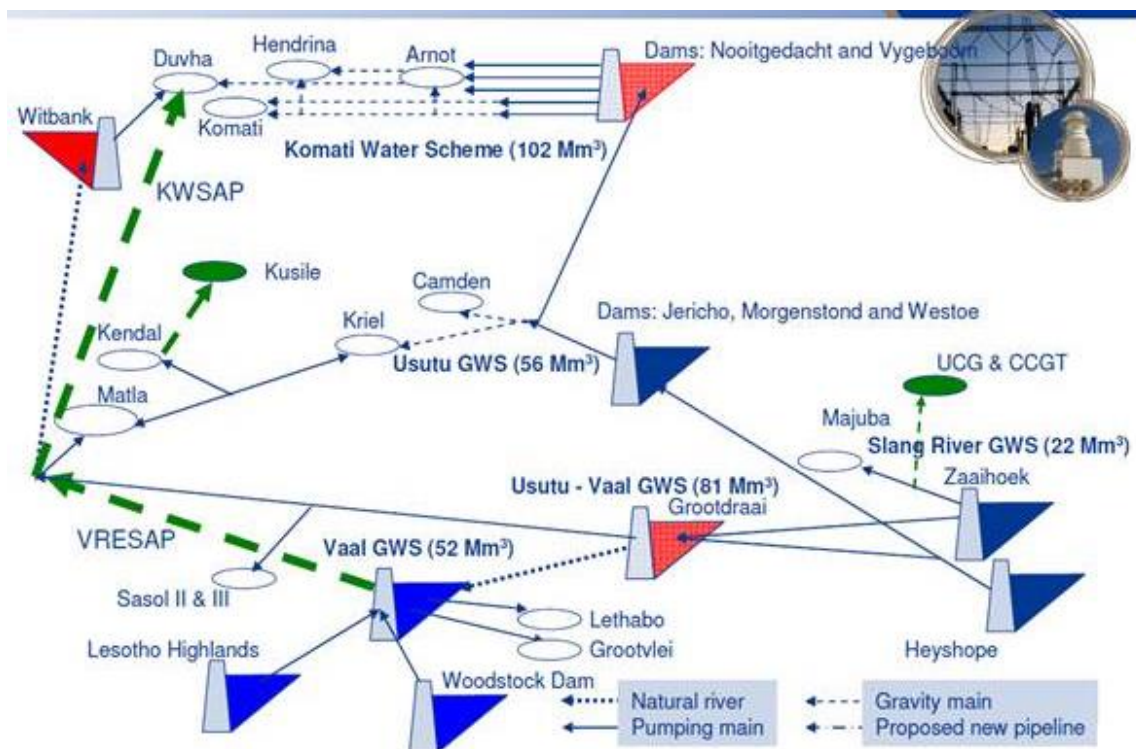 Hendrina
Arnot
Dams: Nooitgedacht and Vygeboom
Duvha
Witbank
Komati
Komati Water Scheme (102 Mm³)
KWSAP
Kusile
Camden
Dams: Jericho, Morgenstond and Westoe
Kendal
Kriel
Usutu GWS (56 Mm³)
UCG & CCGT
Matla
Majuba
Slang River GWS (22 Mm³)
Zaaihoek
Usutu - Vaal GWS (81 Mm³)
Grootdraai
VRESAP
Vaal GWS (52 Mm³)
Sasol II & III
Lethabo
Grootvlei
Lesotho Highlands
Heyshope
Woodstock Dam
Natural river
Pumping main
Gravity main
Proposed new pipeline